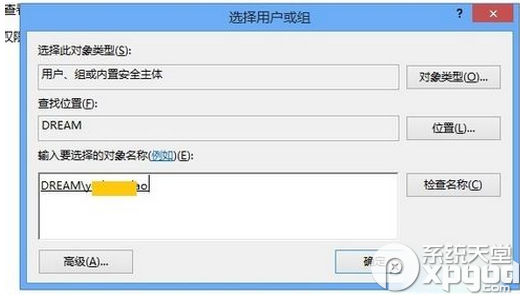 查看
选择用户或组
?
权限
选择此对象类型(S):
用户、组或内置安全主体
对象类型(O)...
查找位置(F):
DREAM
位置(L)...
输入要选择的对象名称(例如)(E):
DREAM\y ao
检查名称(C)
高级(A)...
确定
系统天堂
xpgod